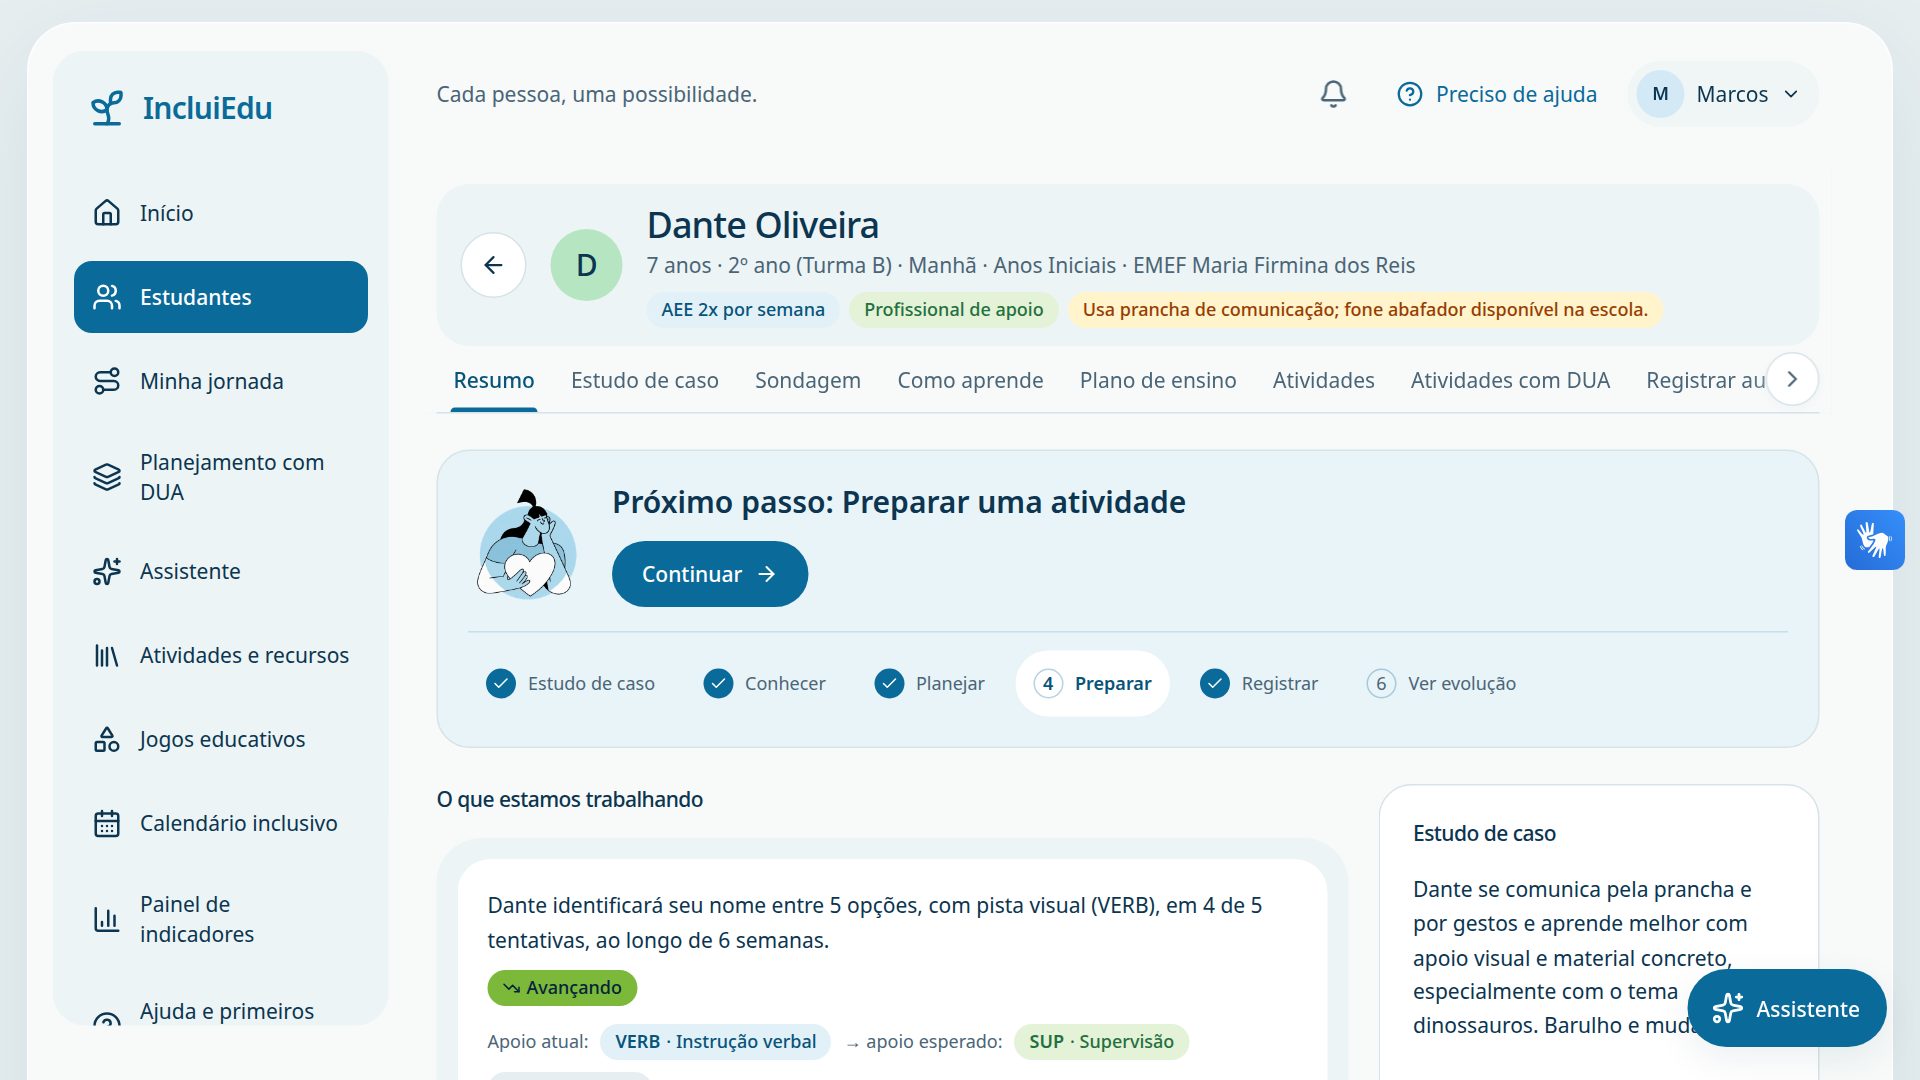 IncluiEdu
Início
Estudantes
Minha jornada
Planejamento com
DUA
Assistente
Atividades e recursos
Jogos educativos
Calendário inclusivo
Painel de
indicadores
Ajuda e primeiros
Cada pessoa, uma possibilidade.
Preciso de ajuda
M
Marcos
D
Dante Oliveira
7 anos · 2º ano (Turma B) · Manhã · Anos Iniciais · EMEF Maria Firmina dos Reis
AEE 2x por semana
Profissional de apoio
Usa prancha de comunicação; fone abafador disponível na escola.
Resumo
Estudo de caso
Sondagem
Como aprende
Plano de ensino
Atividades
Atividades com DUA
Registrar au
Próximo passo: Preparar uma atividade
Continuar
Estudo de caso
Conhecer
Planejar
4 Preparar
Registrar
6 Ver evolução
O que estamos trabalhando
Dante identificará seu nome entre 5 opções, com pista visual (VERB), em 4 de 5
tentativas, ao longo de 6 semanas.
Avançando
Apoio atual: VERB · Instrução verbal → apoio esperado: SUP · Supervisão
Estudo de caso
Dante se comunica pela prancha e
por gestos e aprende melhor com
apoio visual e material concreto,
especialmente com o tema
dinossauros. Barulho e
Assistente